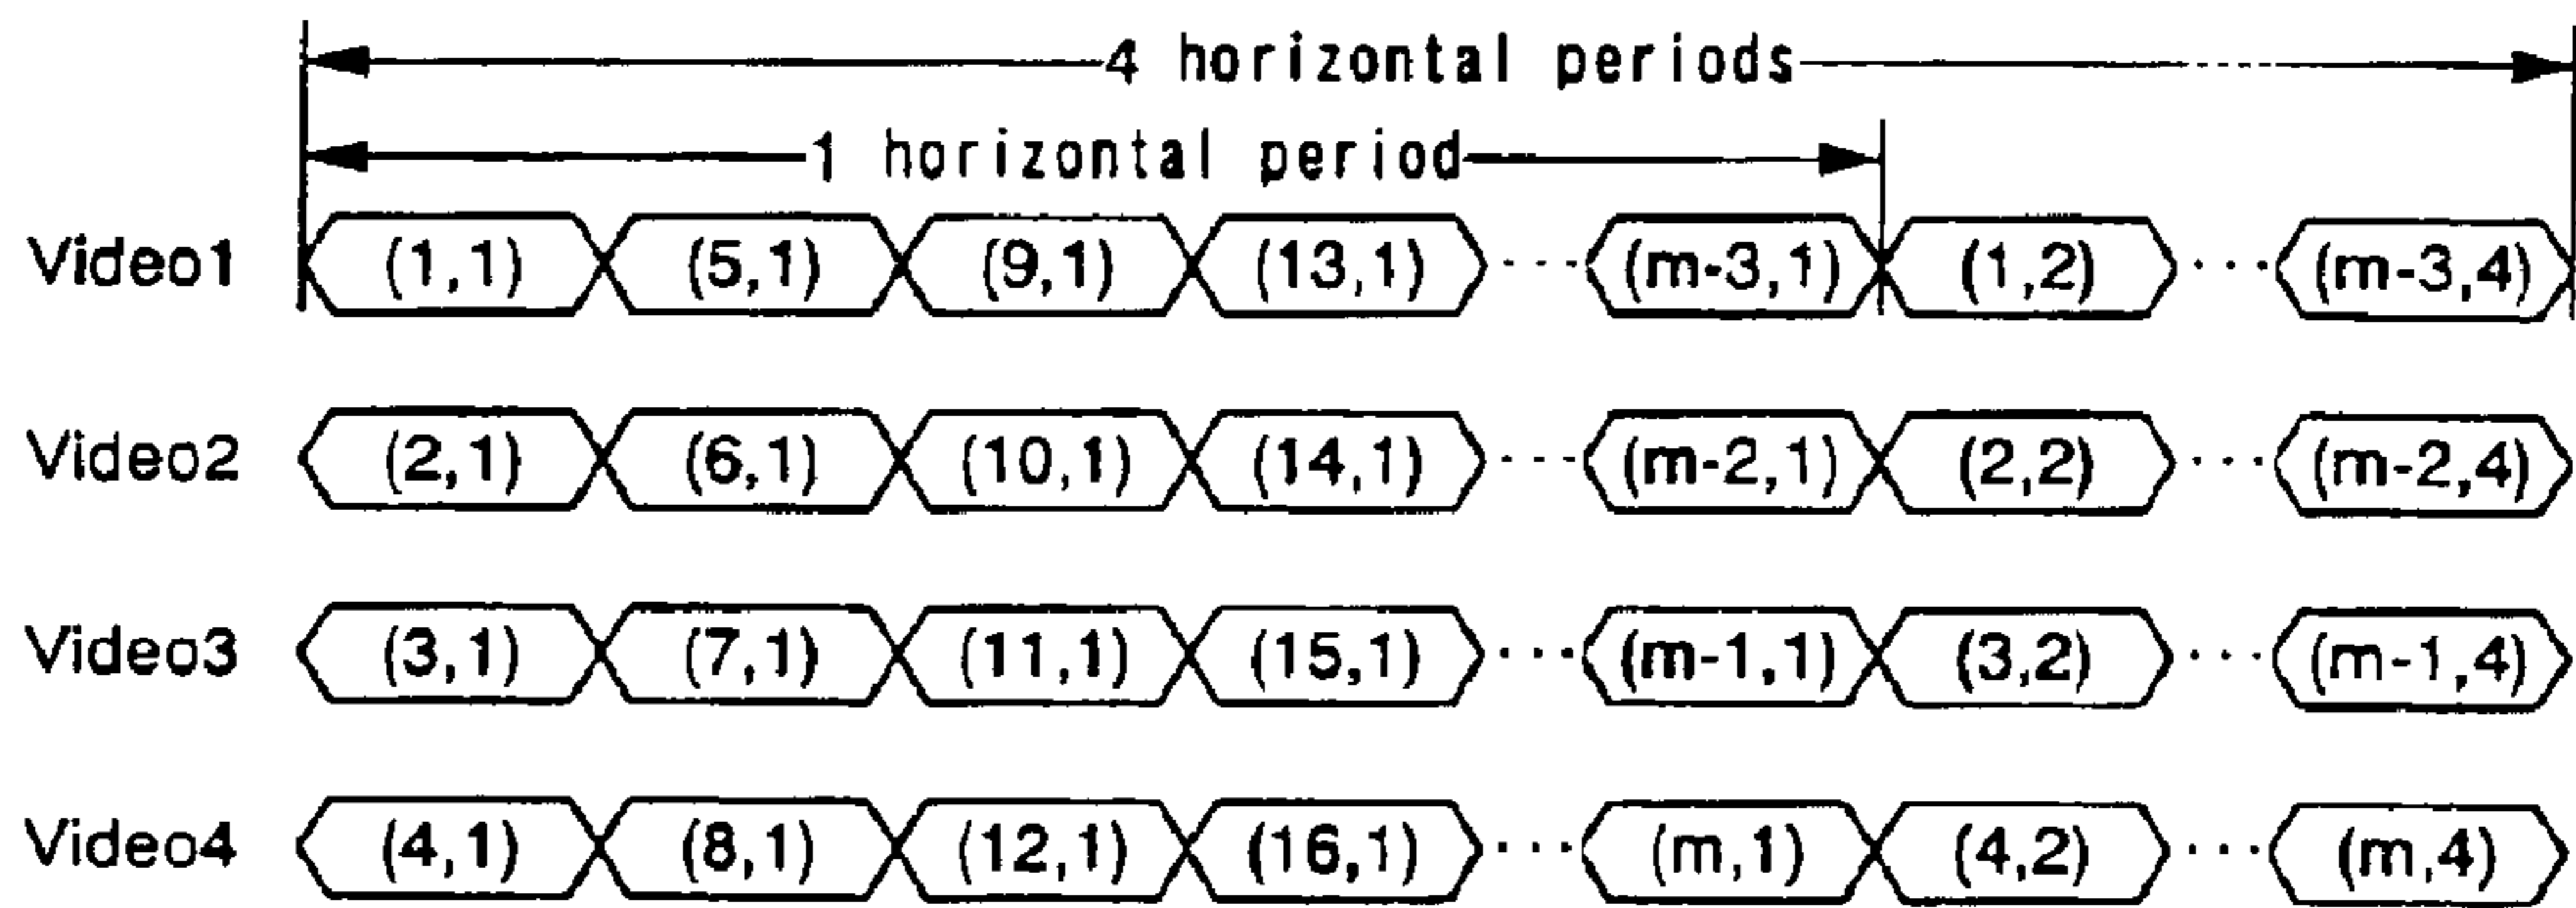 4 horizontal periods
1 horizontal period
Video1 (1,1) (5,1) (9,1) (13,1) ··· (m-3,1) (1,2) ··· (m-3,4)
Video2 (2,1) (6,1) (10,1) (14,1) ··· (m-2,1) (2,2) ··· (m-2,4)
Video3 (3,1) (7,1) (11,1) (15,1) ··· (m-1,1) (3,2) ··· (m-1,4)
Video4 (4,1) (8,1) (12,1) (16,1) ··· (m,1) (4,2) ··· (m,4)